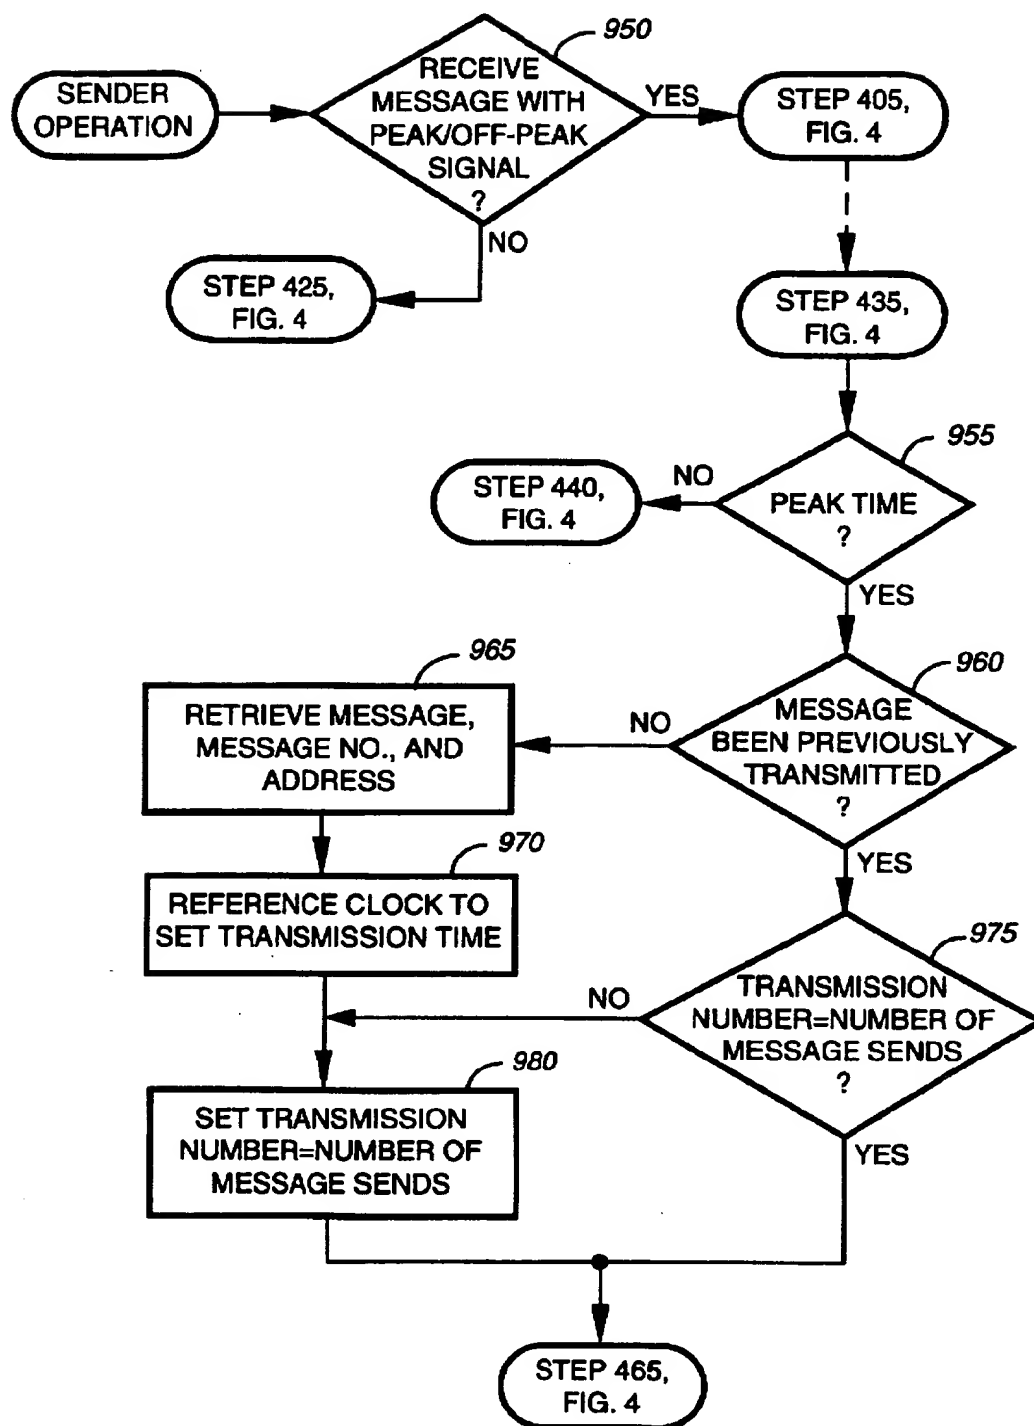 950
SENDER
OPERATION
RECEIVE
MESSAGE WITH
PEAK/OFF-PEAK
SIGNAL
?
YES
STEP 405,
FIG. 4
NO
STEP 425,
FIG. 4
STEP 435,
FIG. 4
955
PEAK TIME
?
NO
STEP 440,
FIG. 4
YES
960
MESSAGE
BEEN PREVIOUSLY
TRANSMITTED
?
NO
965
RETRIEVE MESSAGE,
MESSAGE NO., AND
ADDRESS
YES
970
REFERENCE CLOCK TO
SET TRANSMISSION TIME
975
TRANSMISSION
NUMBER=NUMBER OF
MESSAGE SENDS
?
NO
980
SET TRANSMISSION
NUMBER=NUMBER OF
MESSAGE SENDS
YES
STEP 465,
FIG. 4